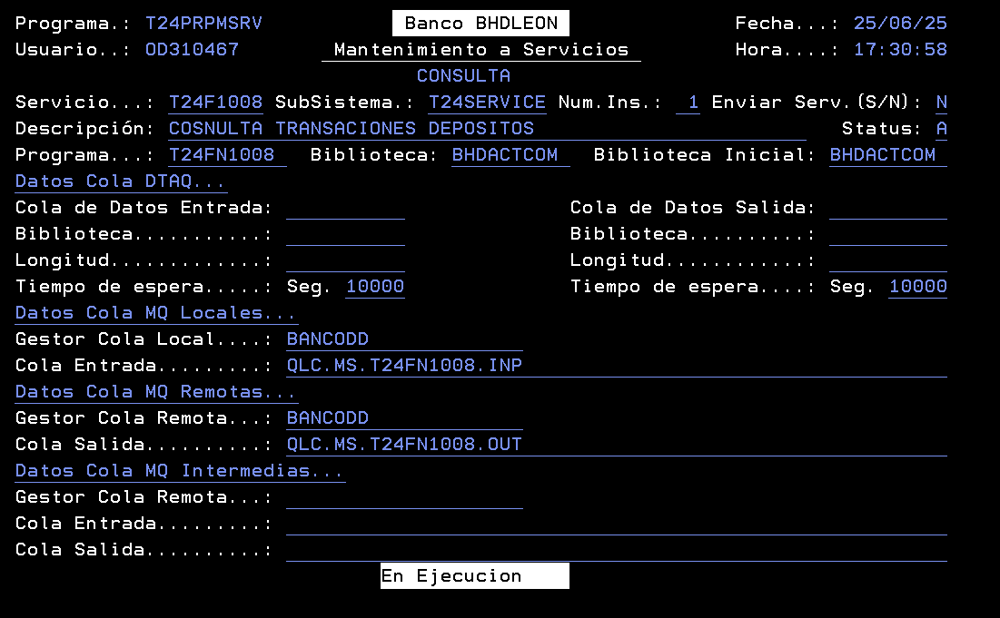 Programa.: T24PRPMSRV Banco BHDLEON Fecha...: 25/06/25
Usuario..: OD310467 Mantenimiento a Servicios Hora....: 17:30:58
CONSULTA
Servicio...: T24F1008 SubSistema.: T24SERVICE Num.Ins.: 1 Enviar Serv.(S/N): N
Descripción: COSNULTA TRANSACIONES DEPOSITOS Status: A
Programa...: T24FN1008 Biblioteca: BHDACTCOM Biblioteca Inicial: BHDACTCOM
Datos Cola DTAQ...
Cola de Datos Entrada: Cola de Datos Salida:
Biblioteca...........: Biblioteca..........:
Longitud.............: Longitud............:
Tiempo de espera.....: Seg. 10000 Tiempo de espera....: Seg. 10000
Datos Cola MQ Locales...
Gestor Cola Local....: BANCODD
Cola Entrada.........: QLC.MS.T24FN1008.INP
Datos Cola MQ Remotas...
Gestor Cola Remota...: BANCODD
Cola Salida..........: QLC.MS.T24FN1008.OUT
Datos Cola MQ Intermedias...
Gestor Cola Remota...:
Cola Entrada.........:
Cola Salida..........:
En Ejecucion